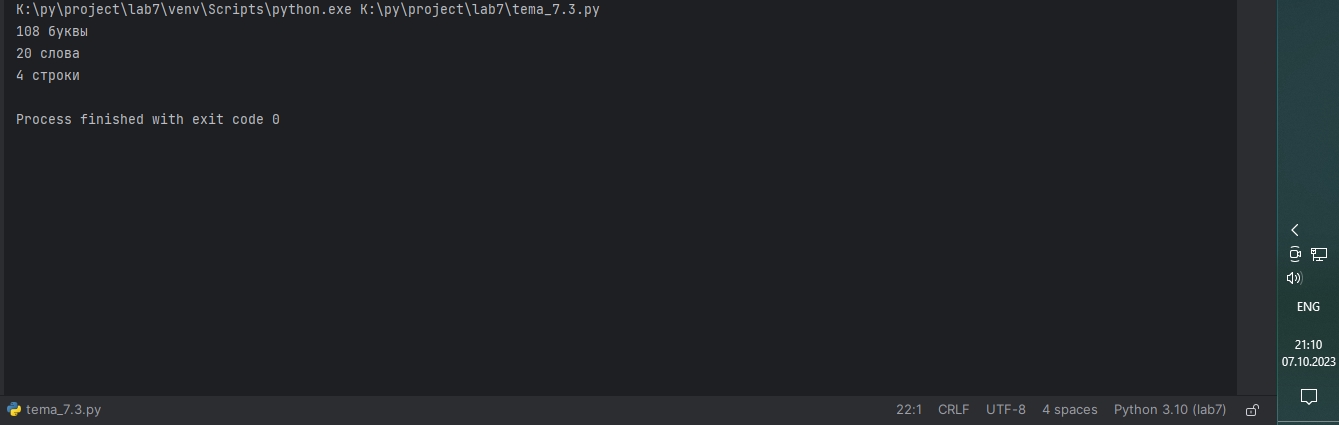 K:\py\project\lab7\venv\Scripts\python.exe K:\py\project\lab7\tema_7.3.py
108 буквы
20 слова
4 строки
Process finished with exit code 0
ENG
21:10
07.10.2023
tema_7.3.py
22:1 CRLF UTF-8 4 spaces Python 3.10 (lab7)